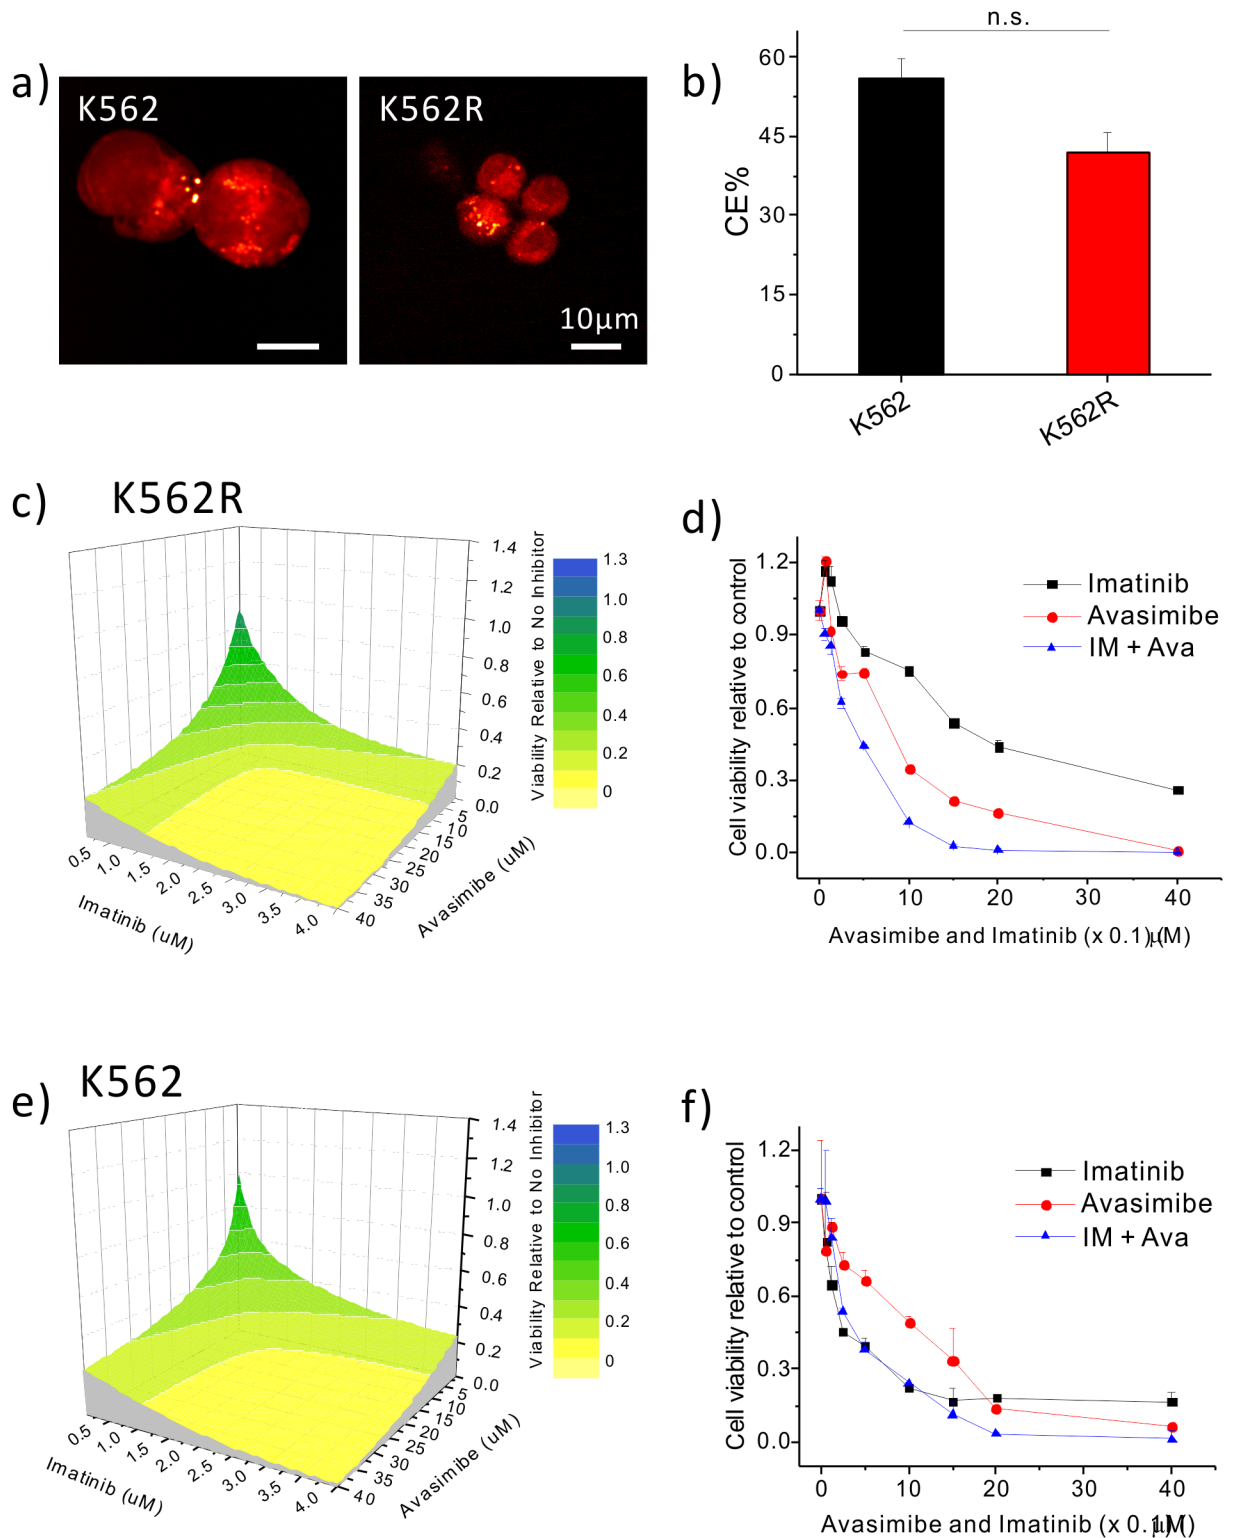 a)
K562
K562R
10μm
b)
n.s.
60
45
30
15
0
CE%
K562
K562R
c)
K562R
1.4
1.2
1.0
0.8
0.6
0.4
0.2
0.0
Viability Relative to No Inhibitor
1.3
1.0
0.8
0.6
0.4
0.2
0
0.5
1.0
1.5
2.0
2.5
3.0
3.5
4.0
Imatinib (uM)
5
10
15
20
25
30
35
40
Avasimibe (uM)
d)
1.2
0.9
0.6
0.3
0.0
Cell viability relative to control
Imatinib
Avasimibe
IM + Ava
0 10 20 30 40
Avasimibe and Imatinib (x 0.1)μ(M)
e)
K562
1.4
1.2
1.0
0.8
0.6
0.4
0.2
0.0
Viability Relative to No Inhibitor
1.3
1.0
0.8
0.6
0.4
0.2
0
0.5
1.0
1.5
2.0
2.5
3.0
3.5
4.0
Imatinib (uM)
5
10
15
20
25
30
35
40
Avasimibe (uM)
f)
1.2
0.9
0.6
0.3
0.0
Cell viability relative to control
Imatinib
Avasimibe
IM + Ava
0 10 20 30 40
Avasimibe and Imatinib (x 0.1